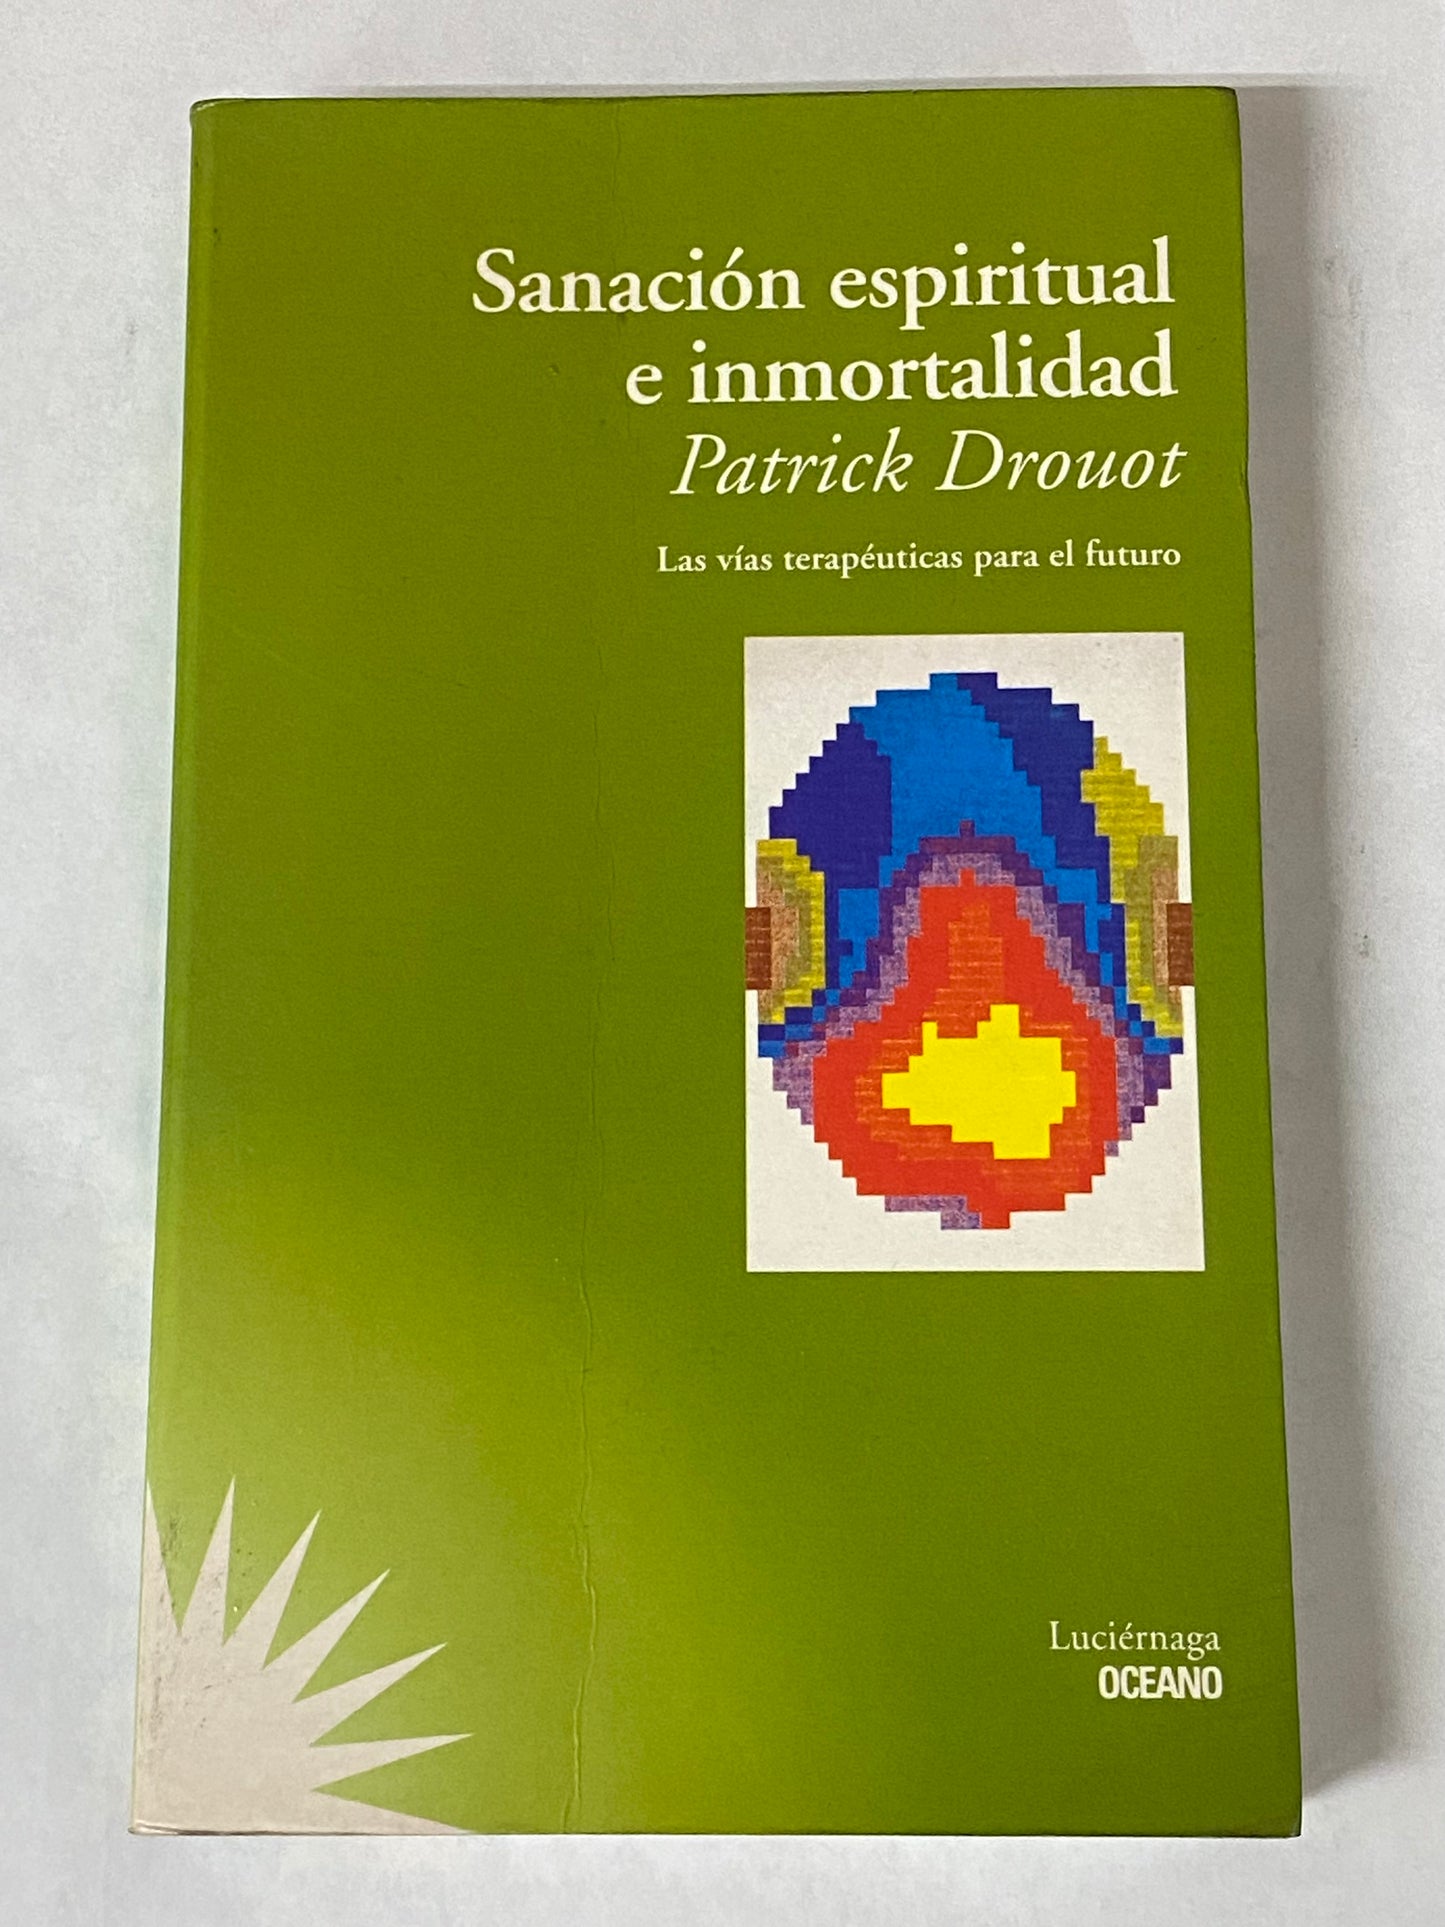 Sanación espiritual
e inmortalidad
Patrick Drouot
Las vías terapéuticas para el futuro
Luciérnaga
OCEANO